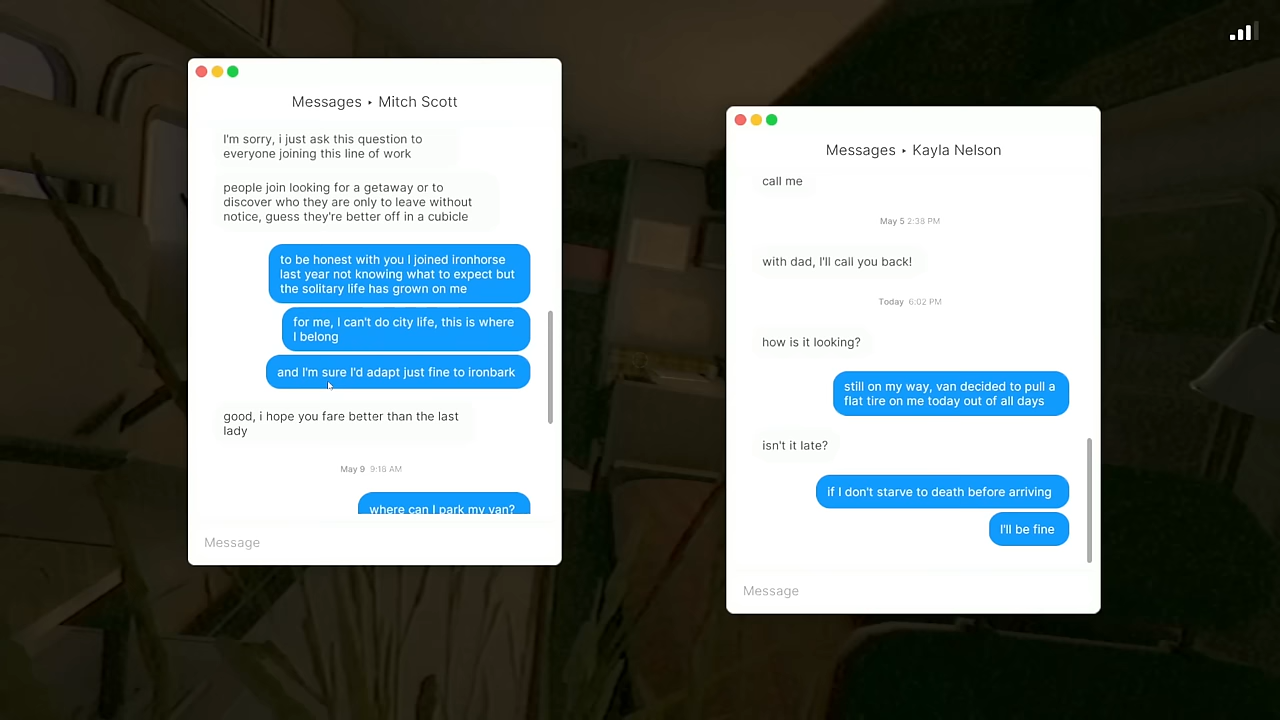 Messages ‣ Mitch Scott
I'm sorry, i just ask this question to
everyone joining this line of work
people join looking for a getaway or to
discover who they are only to leave without
notice, guess they're better off in a cubicle
to be honest with you I joined ironhorse
last year not knowing what to expect but
the solitary life has grown on me
for me, I can't do city life, this is where
I belong
and I'm sure I'd adapt just fine to ironbark
good, i hope you fare better than the last
lady
May 9 9:18 AM
where can I park my van?
Message
Messages ‣ Kayla Nelson
call me
May 5 2:38 PM
with dad, I'll call you back!
Today 6:02 PM
how is it looking?
still on my way, van decided to pull a
flat tire on me today out of all days
isn't it late?
if I don't starve to death before arriving
I'll be fine
Message